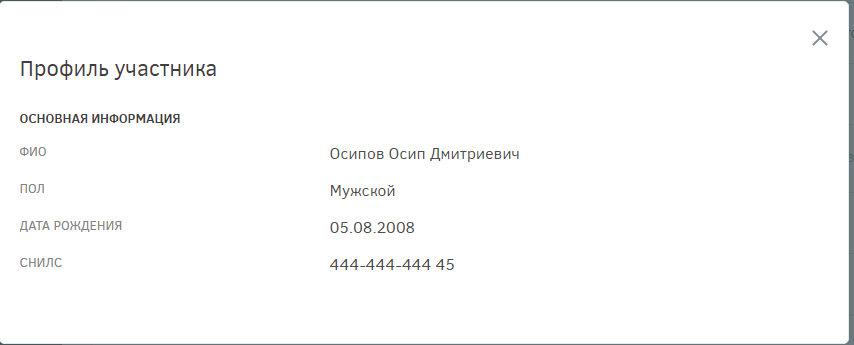 Профиль участника
ОСНОВНАЯ ИНФОРМАЦИЯ
ФИО Осипов Осип Дмитриевич
ПОЛ Мужской
ДАТА РОЖДЕНИЯ 05.08.2008
СНИЛС 444-444-444 45